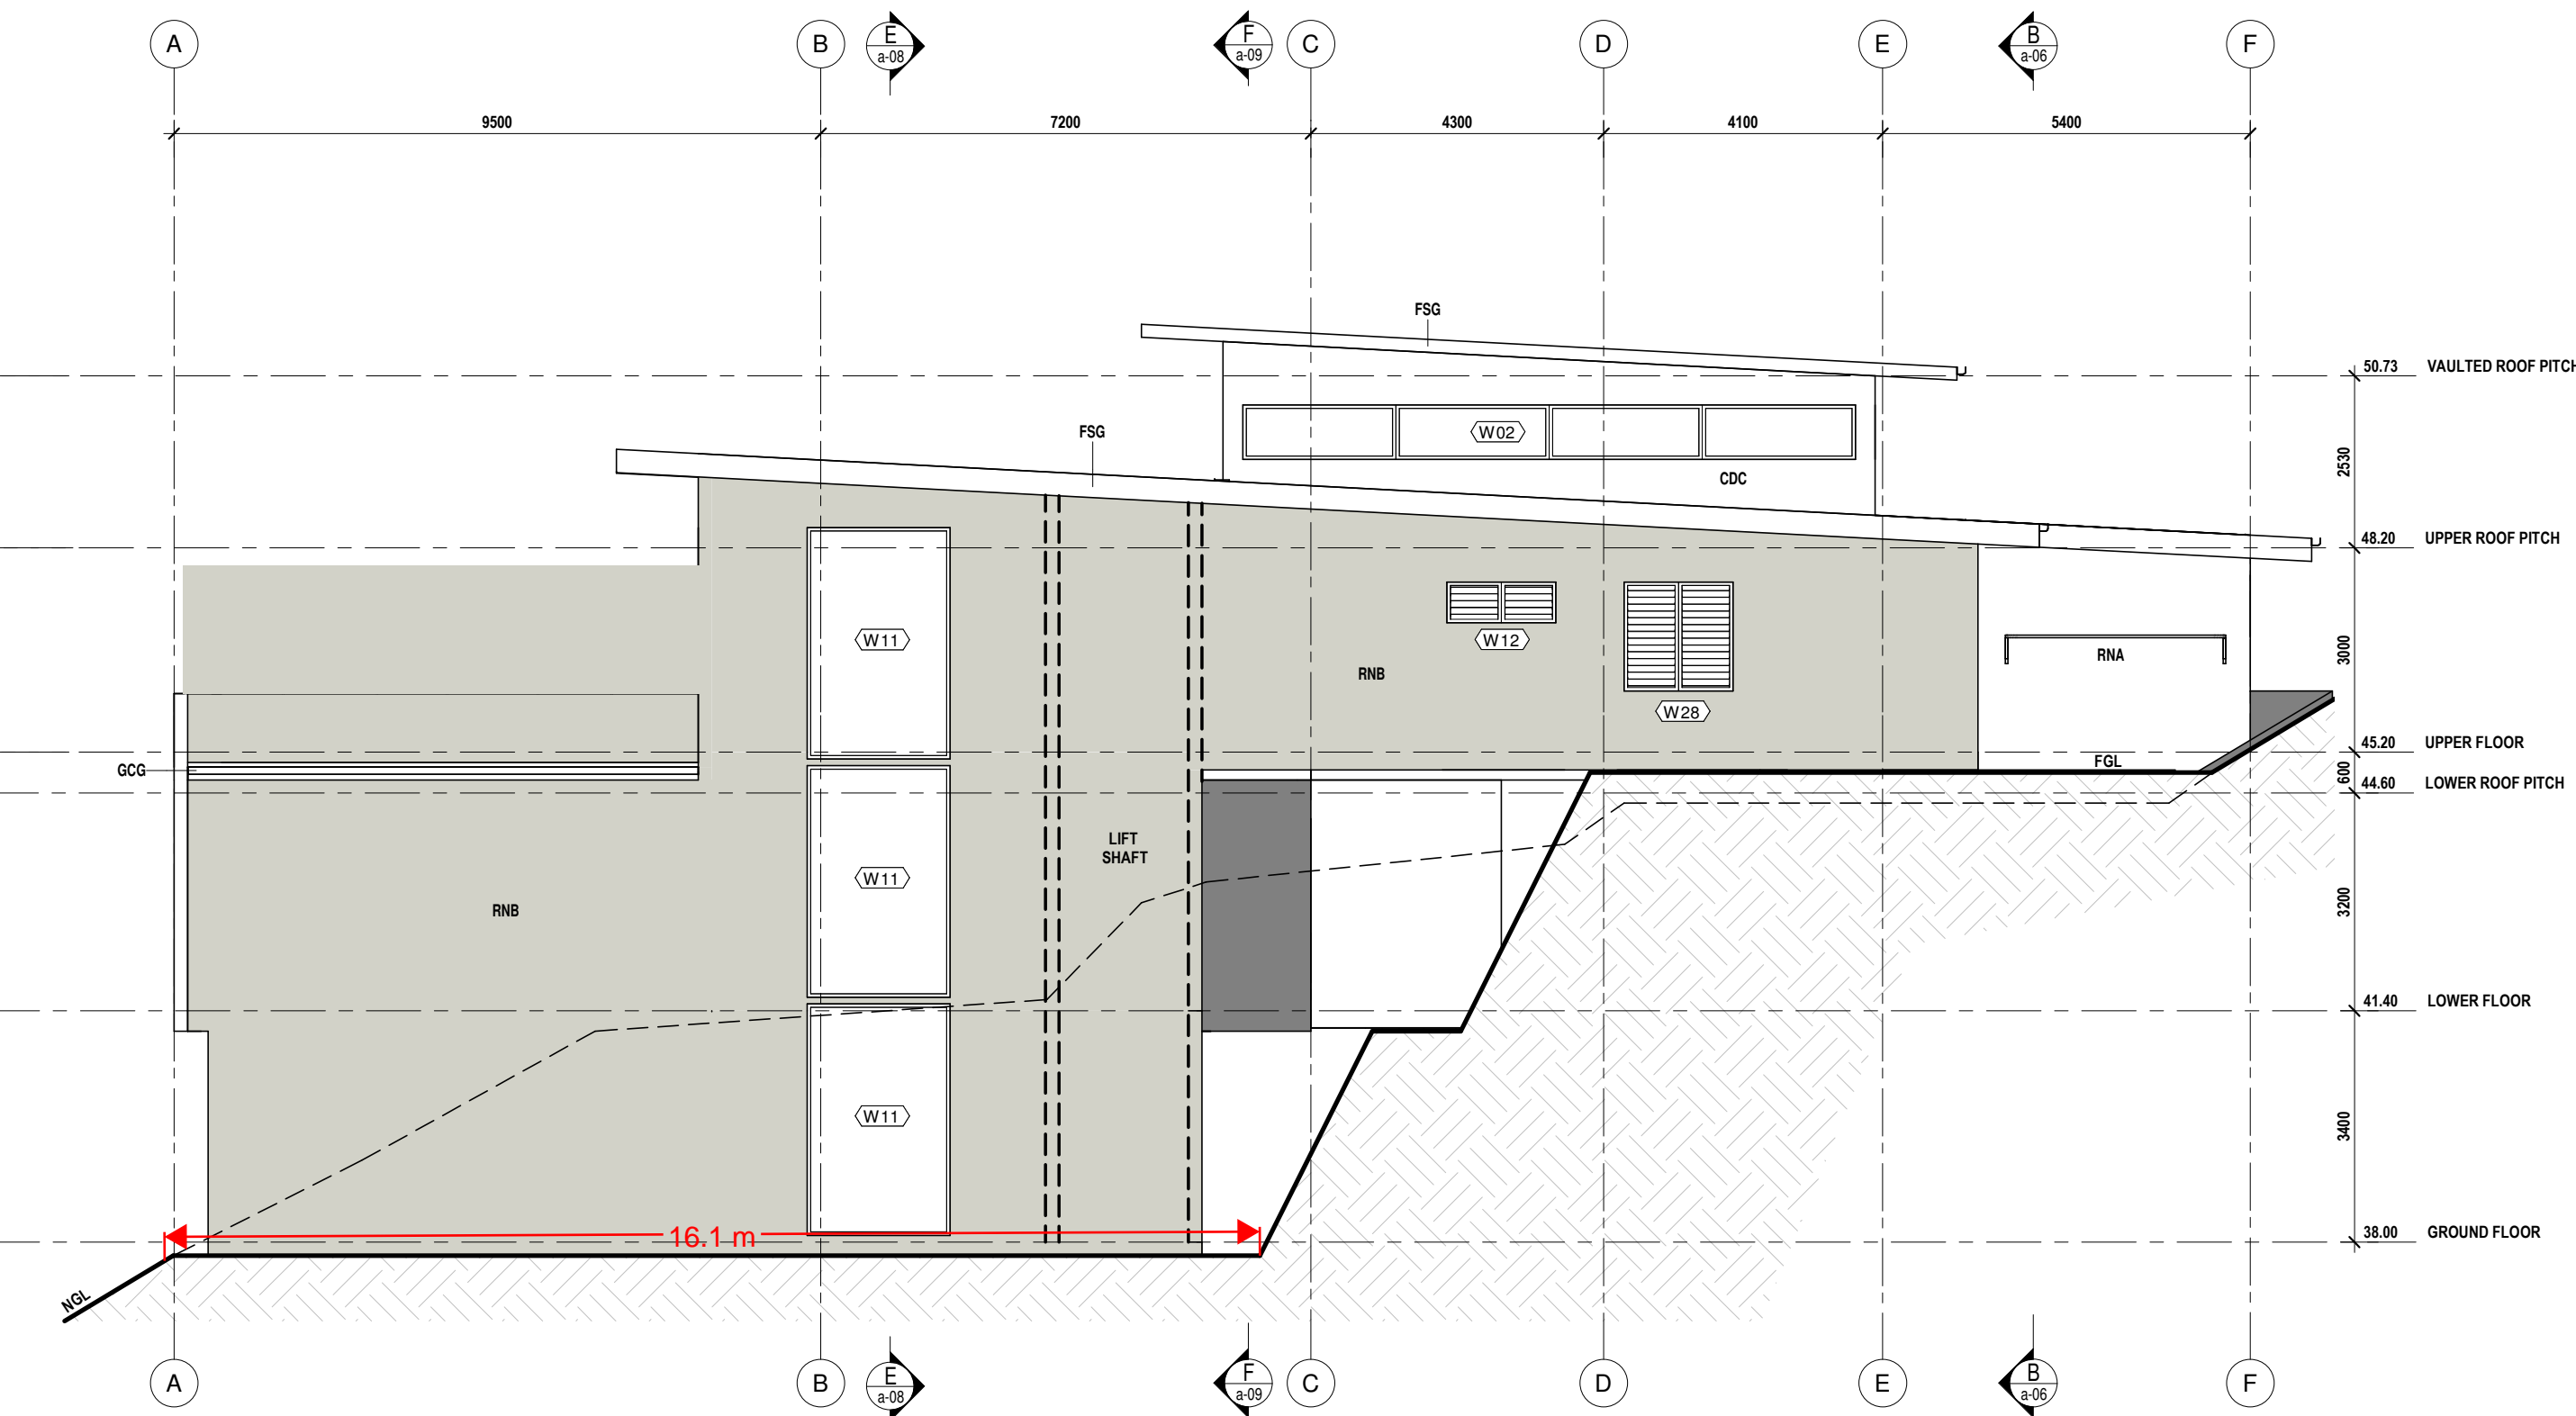 A
B
E
a-08
F
a-09
C
D
E
B
a-06
F
9500
7200
4300
4100
5400
FSG
50.73 VAULTED ROOF PITCH
FSG
W02
2530
CDC
48.20 UPPER ROOF PITCH
W11
W12
RNB
3000
RNA
W28
45.20 UPPER FLOOR
FGL
GCG
600
44.60 LOWER ROOF PITCH
LIFT
SHAFT
W11
RNB
3200
41.40 LOWER FLOOR
W11
3400
16.1 m
38.00 GROUND FLOOR
NGL
A
B
E
a-08
F
a-09
C
D
E
B
a-06
F